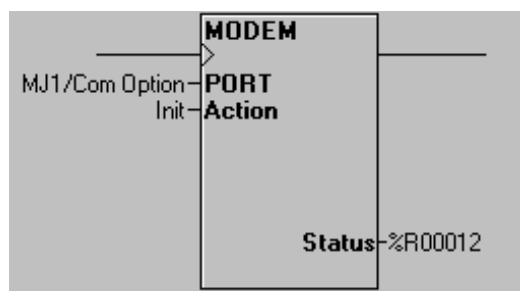 MODEM
MJ1/Com Option PORT
Init Action
Status %R00012